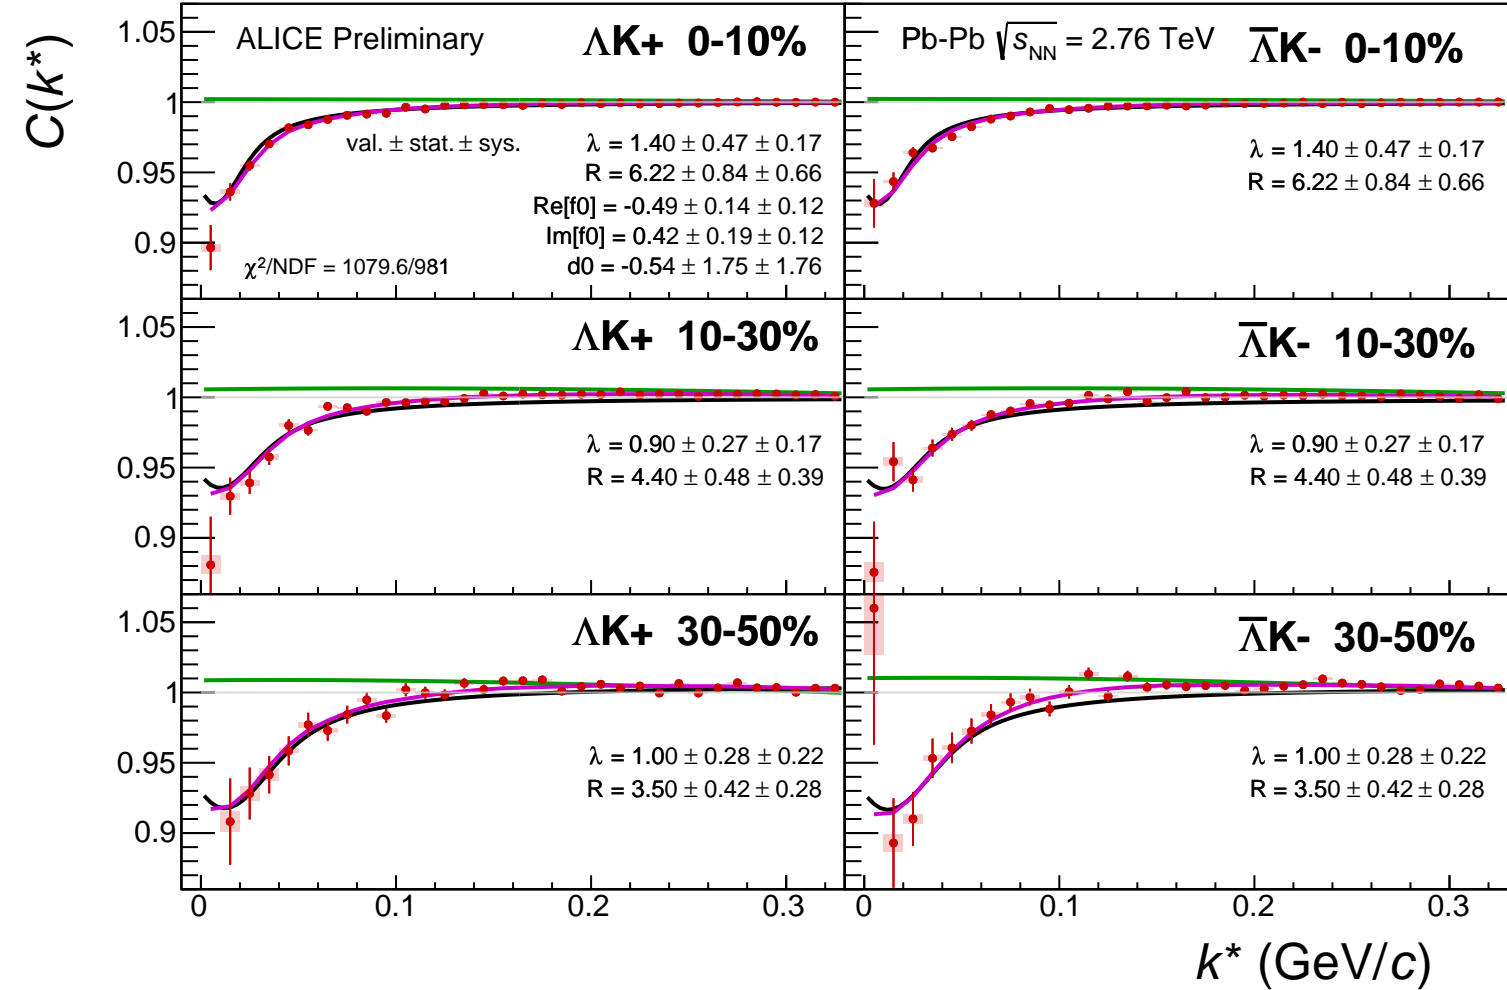 C(k*)
ALICE Preliminary
ΛK+ 0-10%
val. ± stat. ± sys.
λ = 1.40 ± 0.47 ± 0.17
R = 6.22 ± 0.84 ± 0.66
Re[f0] = -0.49 ± 0.14 ± 0.12
Im[f0] = 0.42 ± 0.19 ± 0.12
d0 = -0.54 ± 1.75 ± 1.76
χ²/NDF = 1079.6/981
1.05
1
0.95
0.9
Pb-Pb √s_NN = 2.76 TeV
Λ̅K- 0-10%
λ = 1.40 ± 0.47 ± 0.17
R = 6.22 ± 0.84 ± 0.66
ΛK+ 10-30%
λ = 0.90 ± 0.27 ± 0.17
R = 4.40 ± 0.48 ± 0.39
1.05
1
0.95
0.9
Λ̅K- 10-30%
λ = 0.90 ± 0.27 ± 0.17
R = 4.40 ± 0.48 ± 0.39
ΛK+ 30-50%
λ = 1.00 ± 0.28 ± 0.22
R = 3.50 ± 0.42 ± 0.28
1.05
1
0.95
0.9
Λ̅K- 30-50%
λ = 1.00 ± 0.28 ± 0.22
R = 3.50 ± 0.42 ± 0.28
0 0.1 0.2 0.3
0 0.1 0.2 0.3
k* (GeV/c)